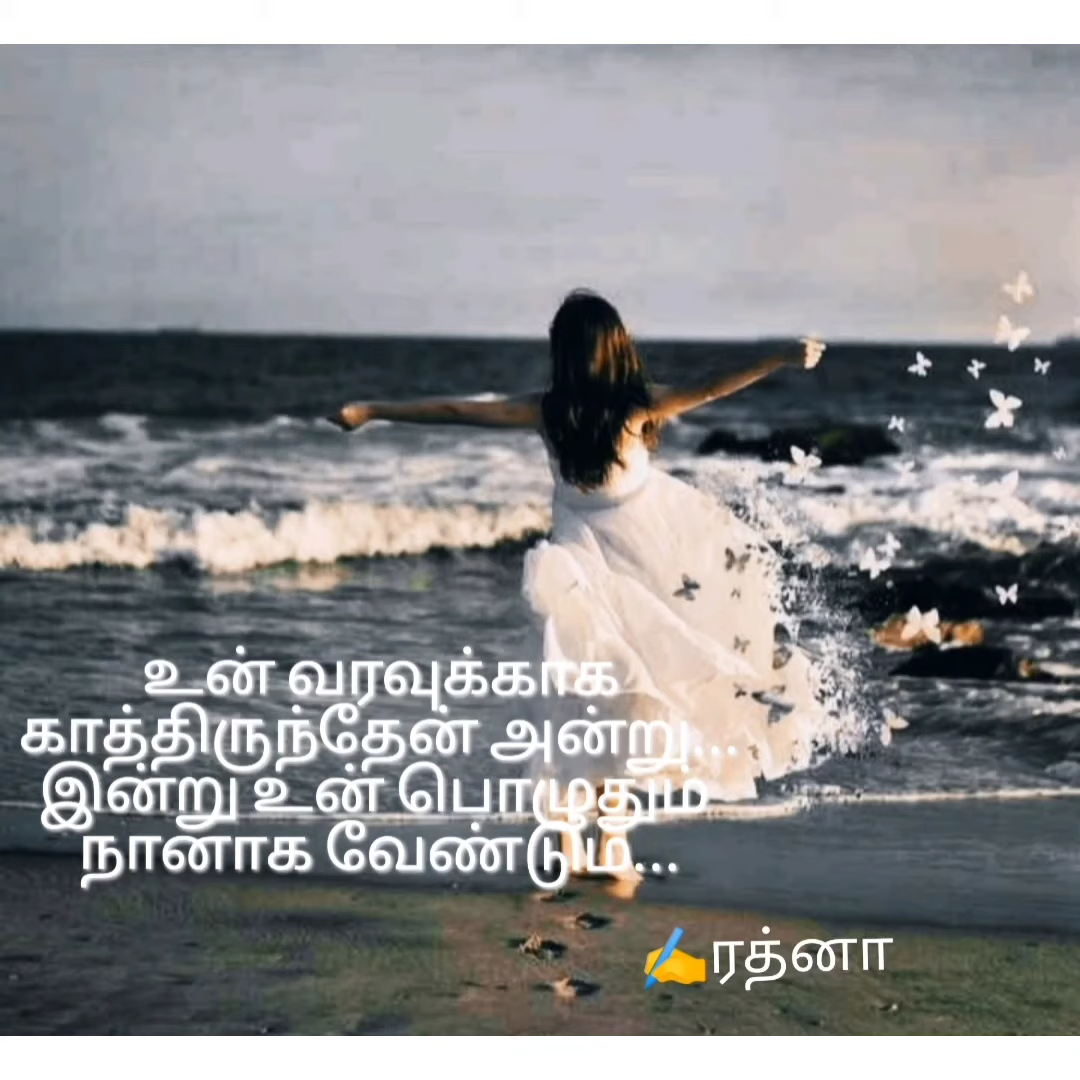 உன் வரவுக்காக
காத்திருந்தேன் அன்று...
இன்று உன் பொழுதும்
நானாக வேண்டும்...
✍ரத்னா